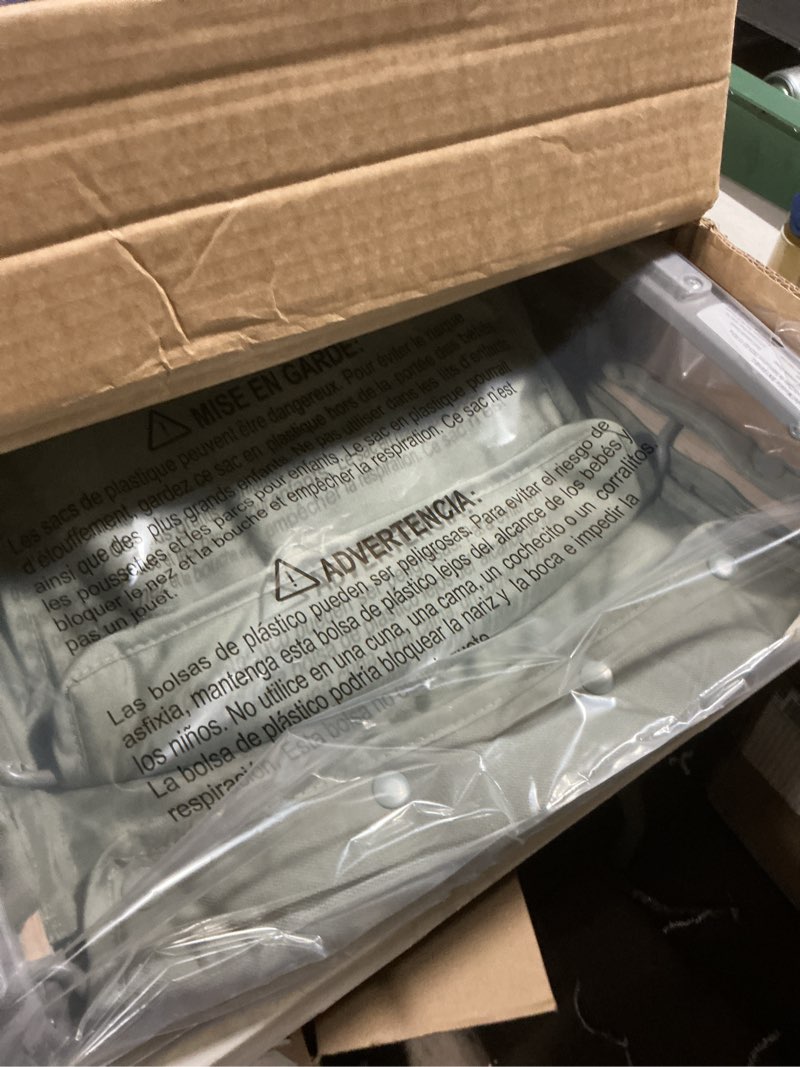 MISE EN GARDE:
Les sacs de plastique peuvent être dangereux. Pour éviter le risque
d'étouffement, gardez ce sac en plastique hors de la portée des bébés
ainsi que des plus grands enfants. Ne pas utiliser dans les lits d'enfant,
les poussettes et les parcs pour enfants. Le sac en plastique pourrait
bloquer le nez et la bouche et empêcher la respiration. Ce sac n'est
pas un jouet.
ADVERTENCIA:
Las bolsas de plástico pueden ser peligrosas. Para evitar el riesgo de
asfixia, mantenga esta bolsa de plástico lejos del alcance de los bebés y
los niños. No utilice en una cuna, una cama, un cochecito o un corralitos.
La bolsa de plástico podría bloquear la nariz y la boca e impedir la
respiración. Esta bolsa no